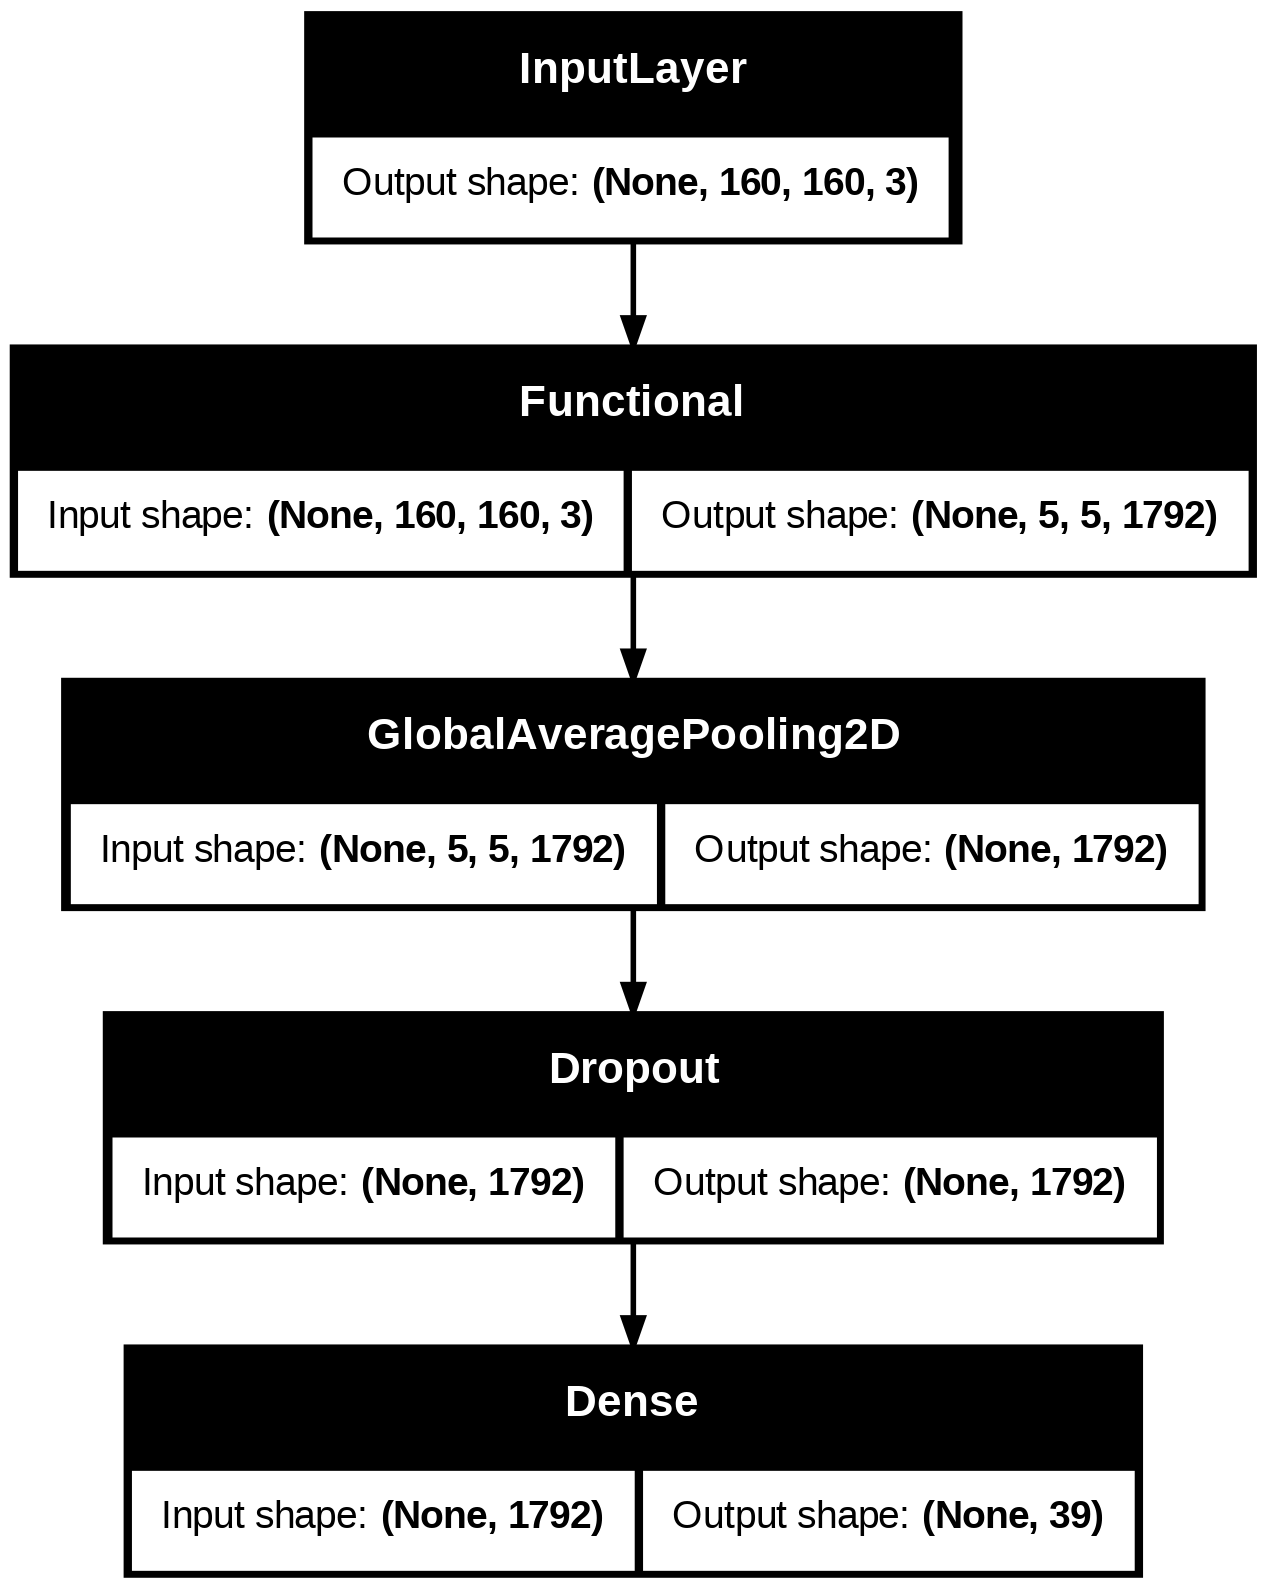 InputLayer
Output shape: (None, 160, 160, 3)
Functional
Input shape: (None, 160, 160, 3) Output shape: (None, 5, 5, 1792)
GlobalAveragePooling2D
Input shape: (None, 5, 5, 1792) Output shape: (None, 1792)
Dropout
Input shape: (None, 1792) Output shape: (None, 1792)
Dense
Input shape: (None, 1792) Output shape: (None, 39)